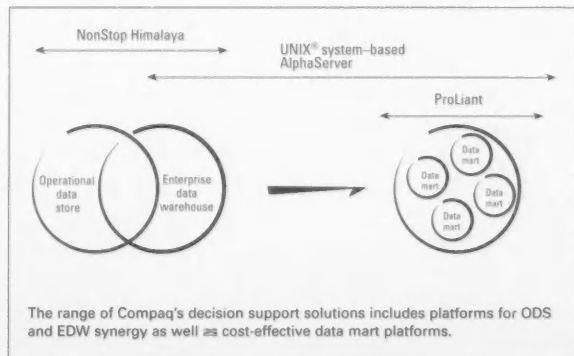 NonStop Himalaya
UNIX® system–based
AlphaServer
ProLiant
Operational
data
store
Enterprise
data
warehouse
Data
mart
Data
mart
Data
mart
Data
mart
The range of Compaq's decision support solutions includes platforms for ODS
and EDW synergy as well as cost-effective data mart platforms.